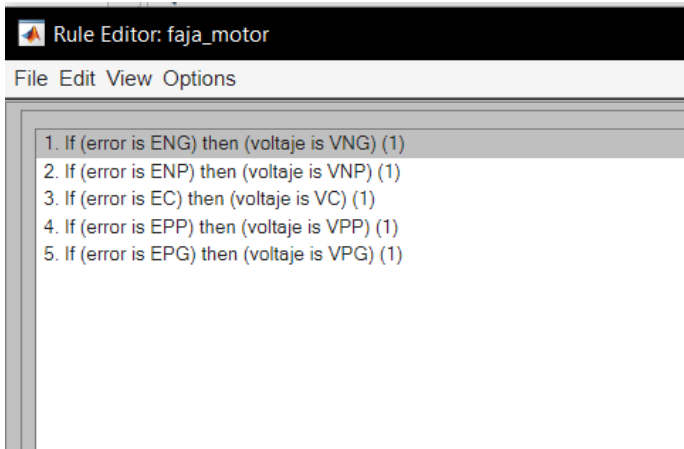 Rule Editor: faja_motor
File Edit View Options
1. If (error is ENG) then (voltaje is VNG) (1)
2. If (error is ENP) then (voltaje is VNP) (1)
3. If (error is EC) then (voltaje is VC) (1)
4. If (error is EPP) then (voltaje is VPP) (1)
5. If (error is EPG) then (voltaje is VPG) (1)